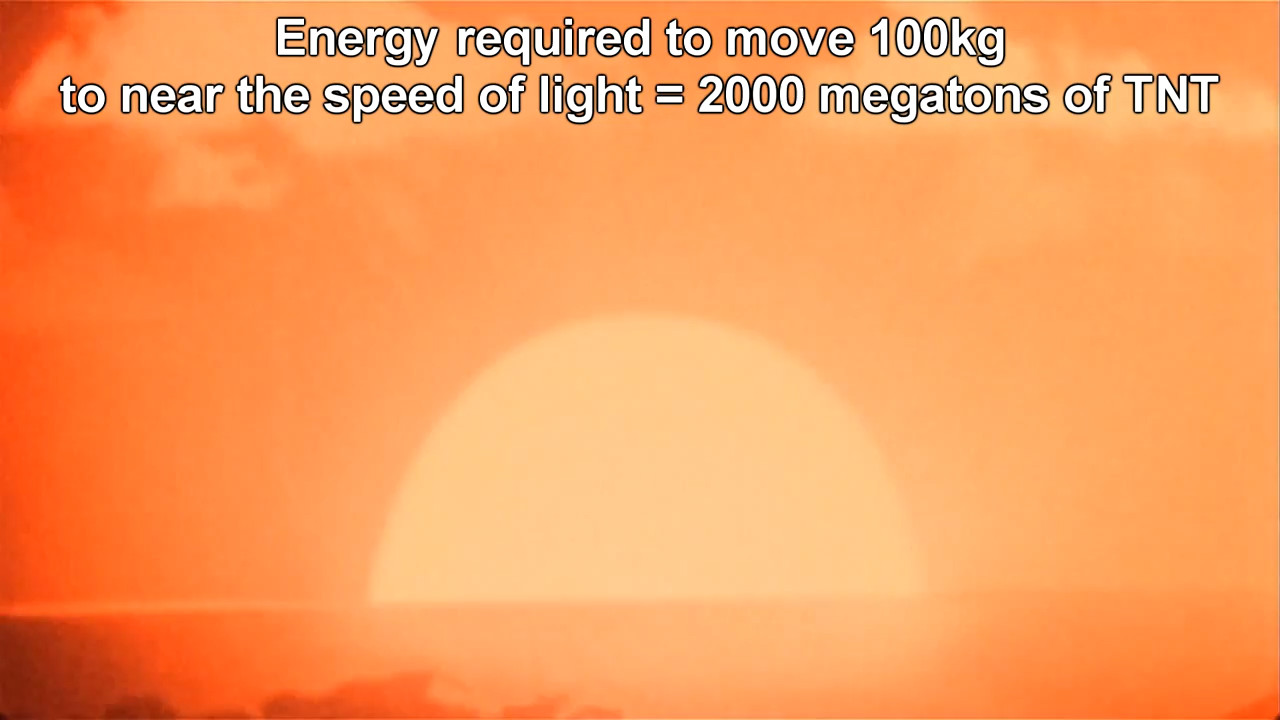 Energy required to move 100kg
to near the speed of light = 2000 megatons of TNT